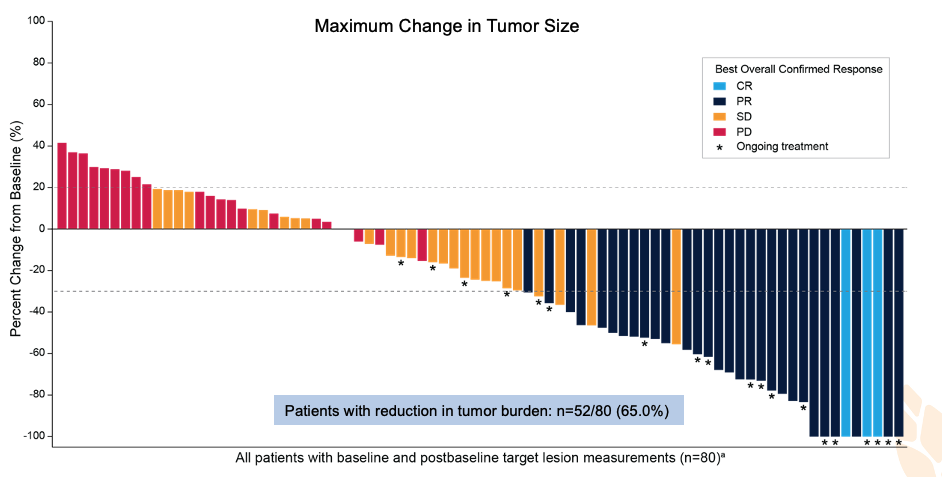 Maximum Change in Tumor Size
Percent Change from Baseline (%)
100
80
60
40
20
0
-20
-40
-60
-80
-100
Best Overall Confirmed Response
CR
PR
SD
PD
* Ongoing treatment
* * * * * * * * * * * * * * * * * * *
Patients with reduction in tumor burden: n=52/80 (65.0%)
All patients with baseline and postbaseline target lesion measurements (n=80)ᵃ